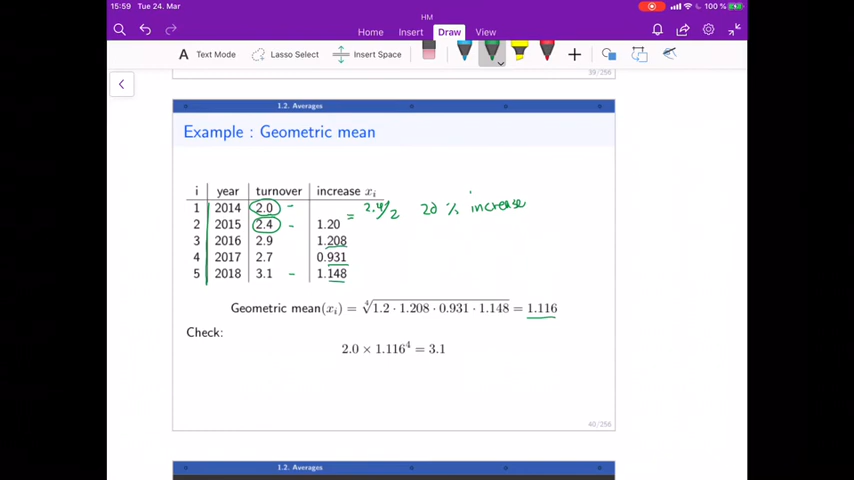 15:59 Tue 24. Mar
100 %
HM
Home Insert Draw View
Text Mode Lasso Select Insert Space
39/256
1.2. Averages
Example : Geometric mean
i year turnover increase xᵢ
1 2014 2.0 -
= 2.4/2 20 % increase
2 2015 2.4 - 1.20
3 2016 2.9 1.208
4 2017 2.7 0.931
5 2018 3.1 - 1.148
Geometric mean(xᵢ) = ∜1.2 · 1.208 · 0.931 · 1.148 = 1.116
Check:
2.0 × 1.116⁴ = 3.1
40/256
1.2. Averages